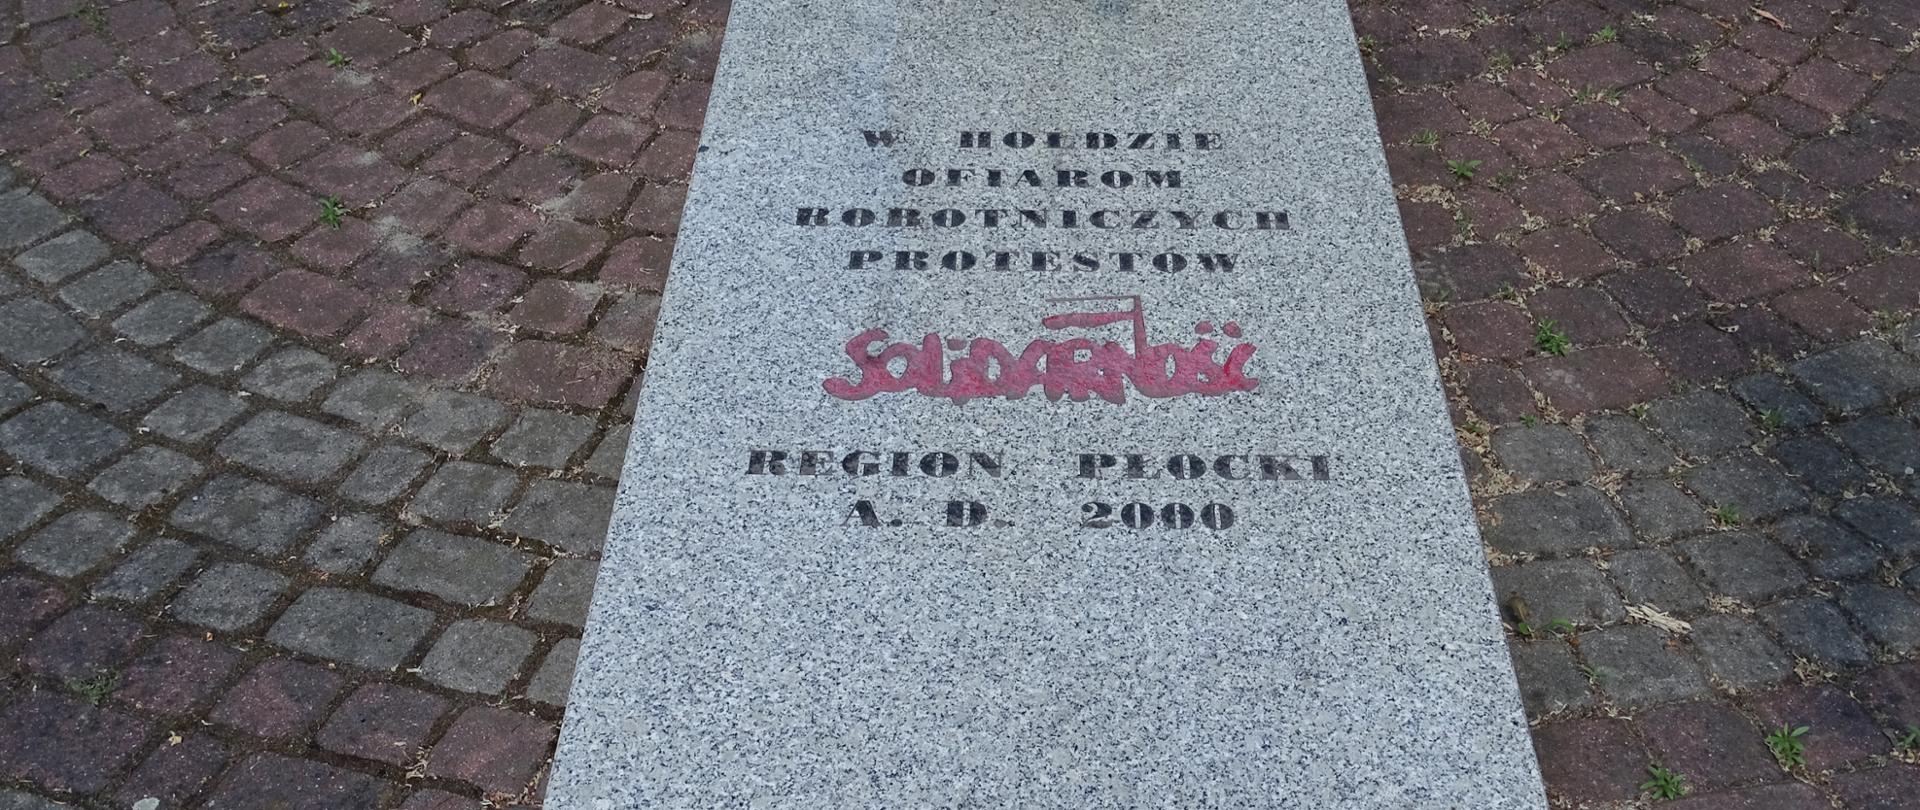 W HOŁDZIE
OFIAROM
ROBOTNICZYCH
PROTESTÓW
Solidarność
REGION PŁOCKI
A. D. 2000